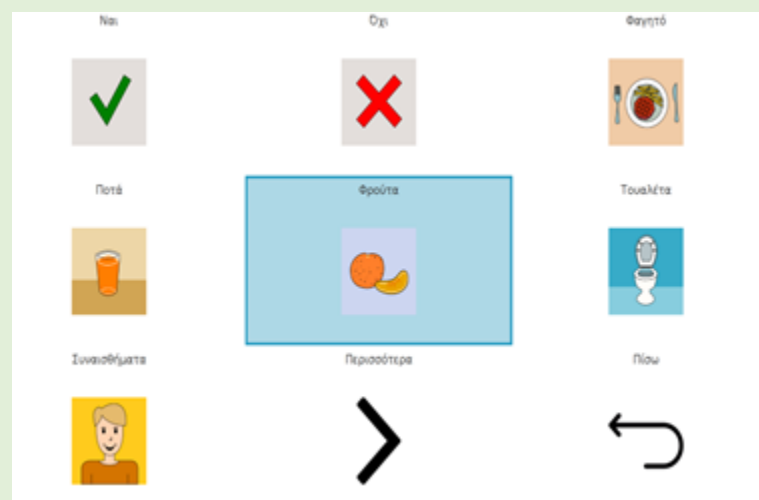 Ναι
Όχι
Φαγητό
Ποτά
Φρούτα
Τουαλέτα
Συναισθήματα
Περισσότερα
Πίσω